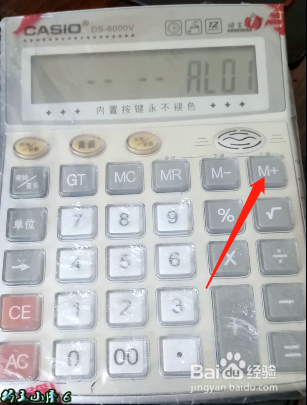 CASIO DS-8000V
-- -- -- AL01
内置按键永不褪色
GT MC MR M- M+
单位 7 8 9 % √
→ 4 5 6 X ÷
CE 1 2 3 —
AC 0 00 • =
Baidu 经验
jingyan.baidu.com